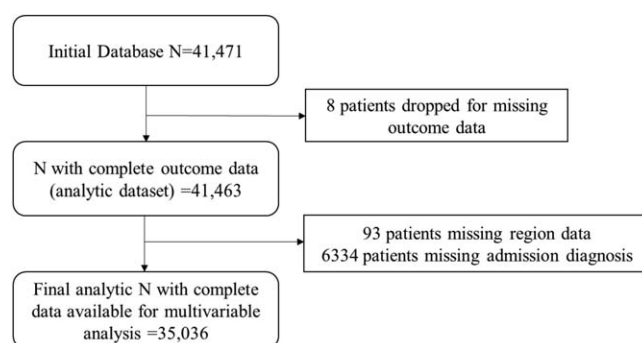 Initial Database N=41,471
8 patients dropped for missing
outcome data
N with complete outcome data
(analytic dataset) =41,463
93 patients missing region data
6334 patients missing admission diagnosis
Final analytic N with complete
data available for multivariable
analysis =35,036